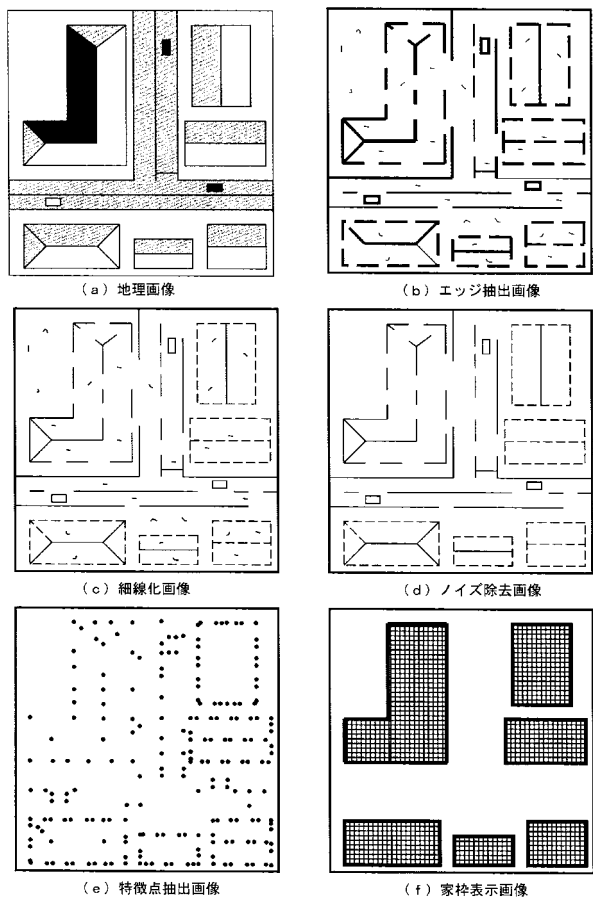 (a) 地理画像
(b) エッジ抽出画像
(c) 細線化画像
(d) ノイズ除去画像
(e) 特徴点抽出画像
(f) 家枠表示画像